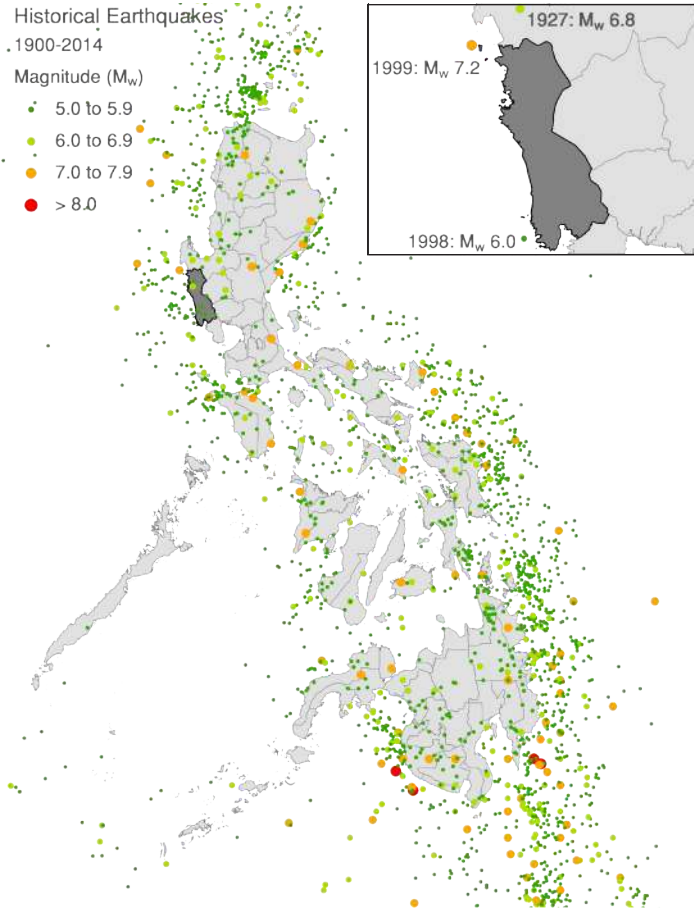 Historical Earthquakes
1900-2014
Magnitude (Mw)
5.0 to 5.9
6.0 to 6.9
7.0 to 7.9
> 8.0
1927: Mw 6.8
1999: Mw 7.2
1998: Mw 6.0